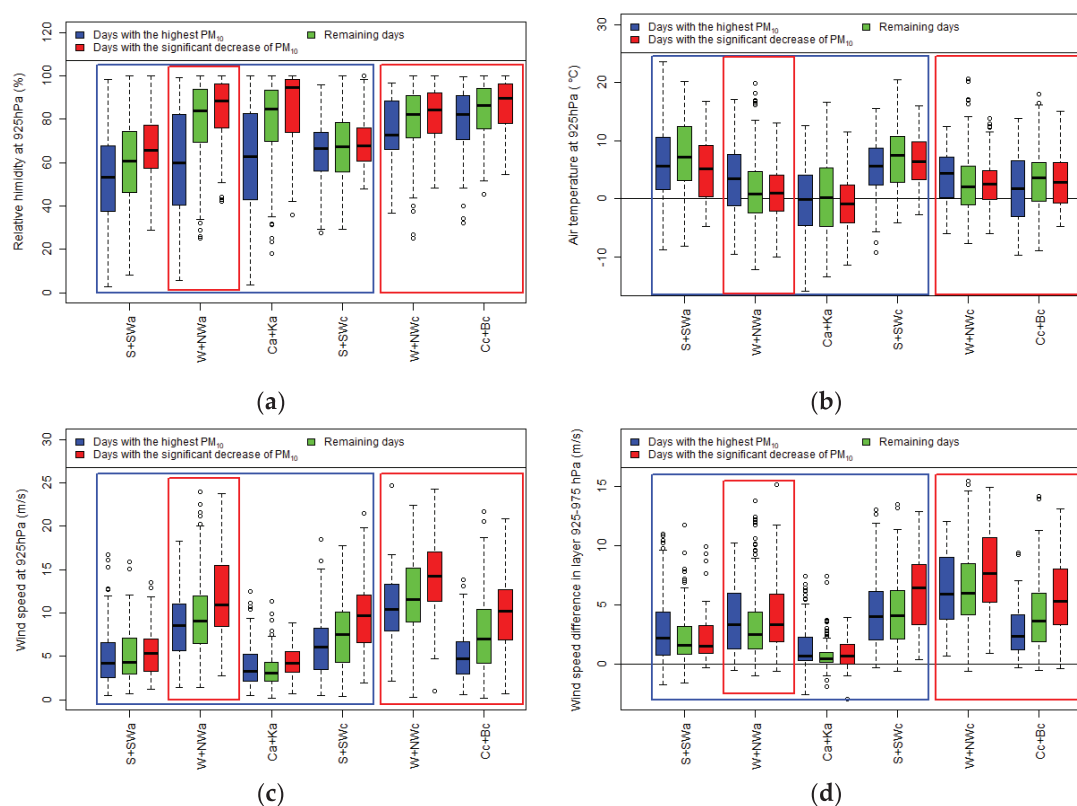 Days with the highest PM10
Remaining days
Days with the significant decrease of PM10
Relative himidity at 925hPa (%)
0 20 40 60 80 100 120
S+SWa W+NWa Ca+Ka S+SWc W+NWc Cc+Bc
(a)
Days with the highest PM10
Remaining days
Days with the significant decrease of PM10
Air temperature at 925hPa (°C)
-10 0 10 20 30
S+SWa W+NWa Ca+Ka S+SWc W+NWc Cc+Bc
(b)
Days with the highest PM10
Remaining days
Days with the significant decrease of PM10
Wind speed at 925hPa (m/s)
0 5 10 15 20 25 30
S+SWa W+NWa Ca+Ka S+SWc W+NWc Cc+Bc
(c)
Days with the highest PM10
Remaining days
Days with the significant decrease of PM10
Wind speed difference in layer 925-975 hPa (m/s)
0 5 10 15
S+SWa W+NWa Ca+Ka S+SWc W+NWc Cc+Bc
(d)